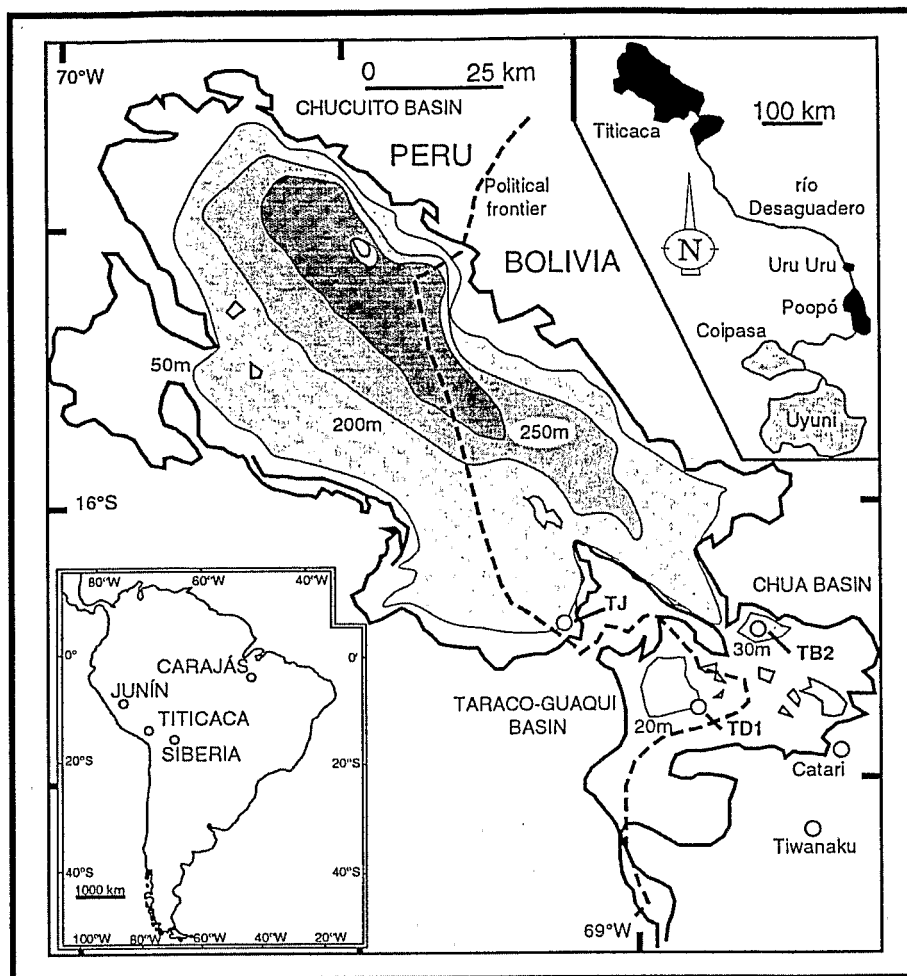 70°W
0 25 km
CHUCUITO BASIN
PERU
Political
frontier
BOLIVIA
50m
200m
250m
16°S
TJ
CHUA BASIN
30m
TB2
TARACO-GUAQUI
BASIN
20m
TD1
Catari
Tiwanaku
69°W
Titicaca
100 km
río
Desaguadero
N
Uru Uru
Poopó
Coipasa
Uyuni
80°W 60°W 40°W
0° 0'
CARAJÁS
JUNÍN
TITICACA
SIBERIA
20°S 20°S
40°S 40°S
1000 km
100°W 80°W 60°W 40°W 20°W